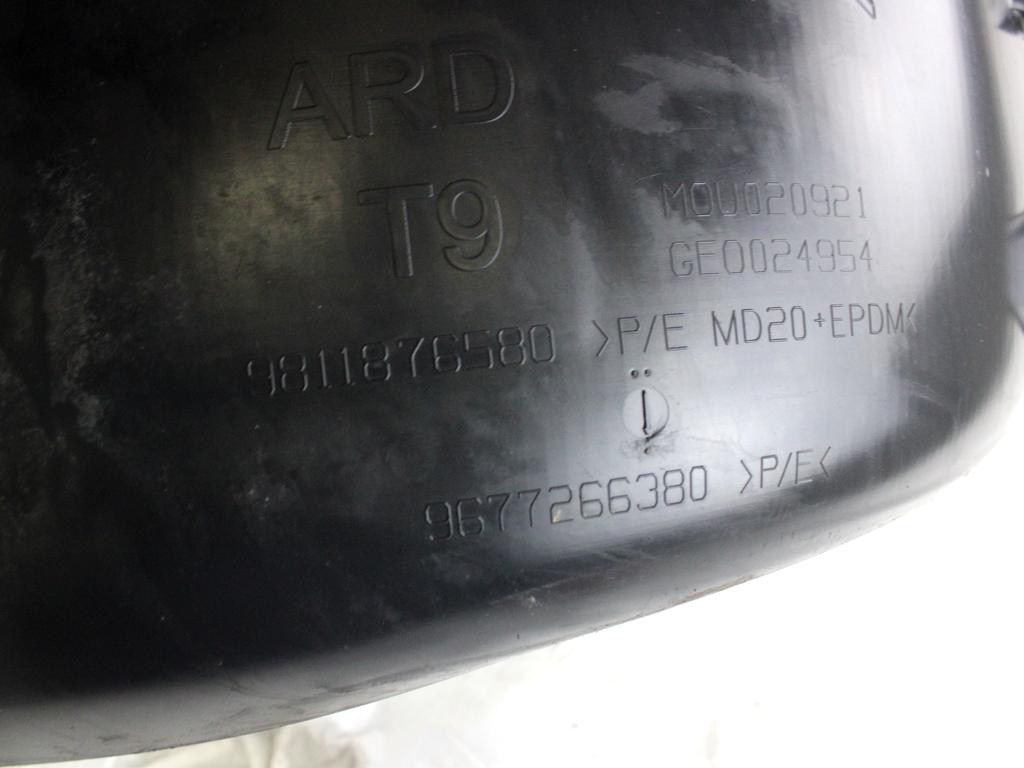 ARD
T9
MOU020921
GE0024954
9811876580 >P/E MD20+EPDM<
9677266380 >P/E<